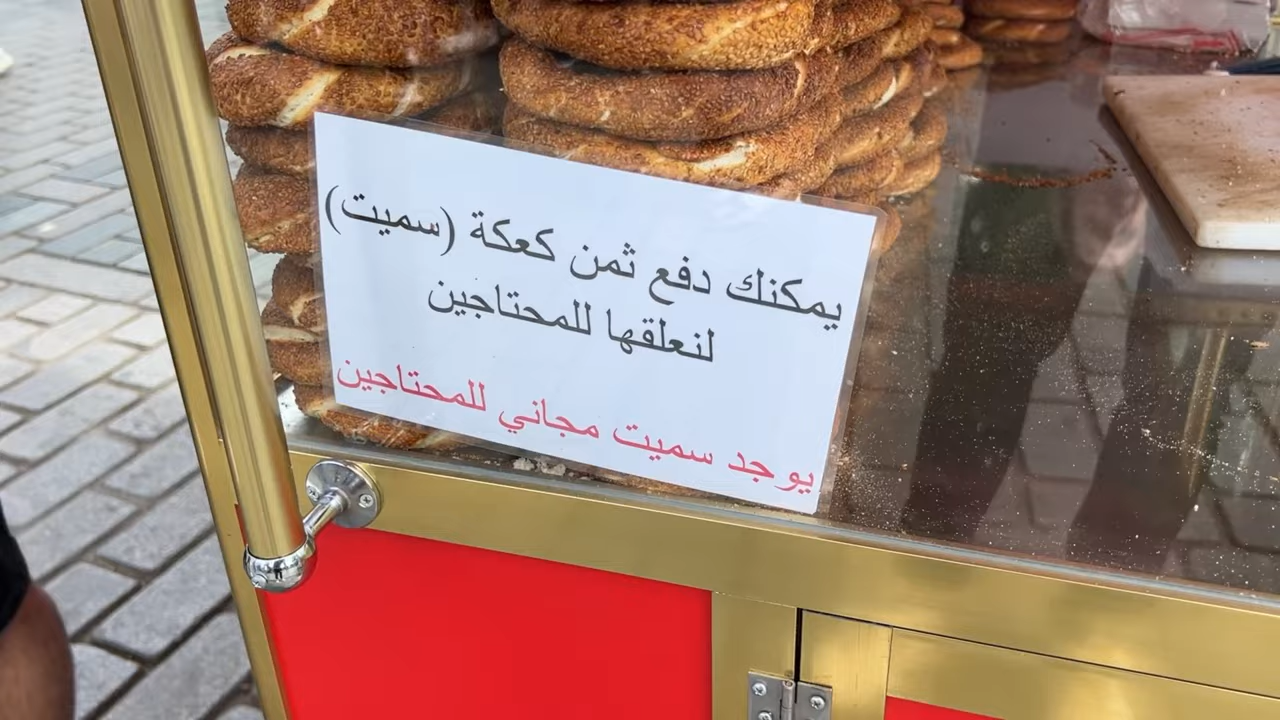 يمكنك دفع ثمن كعكة (سميت)
لنعلقها للمحتاجين
يوجد سميت مجاني للمحتاجين